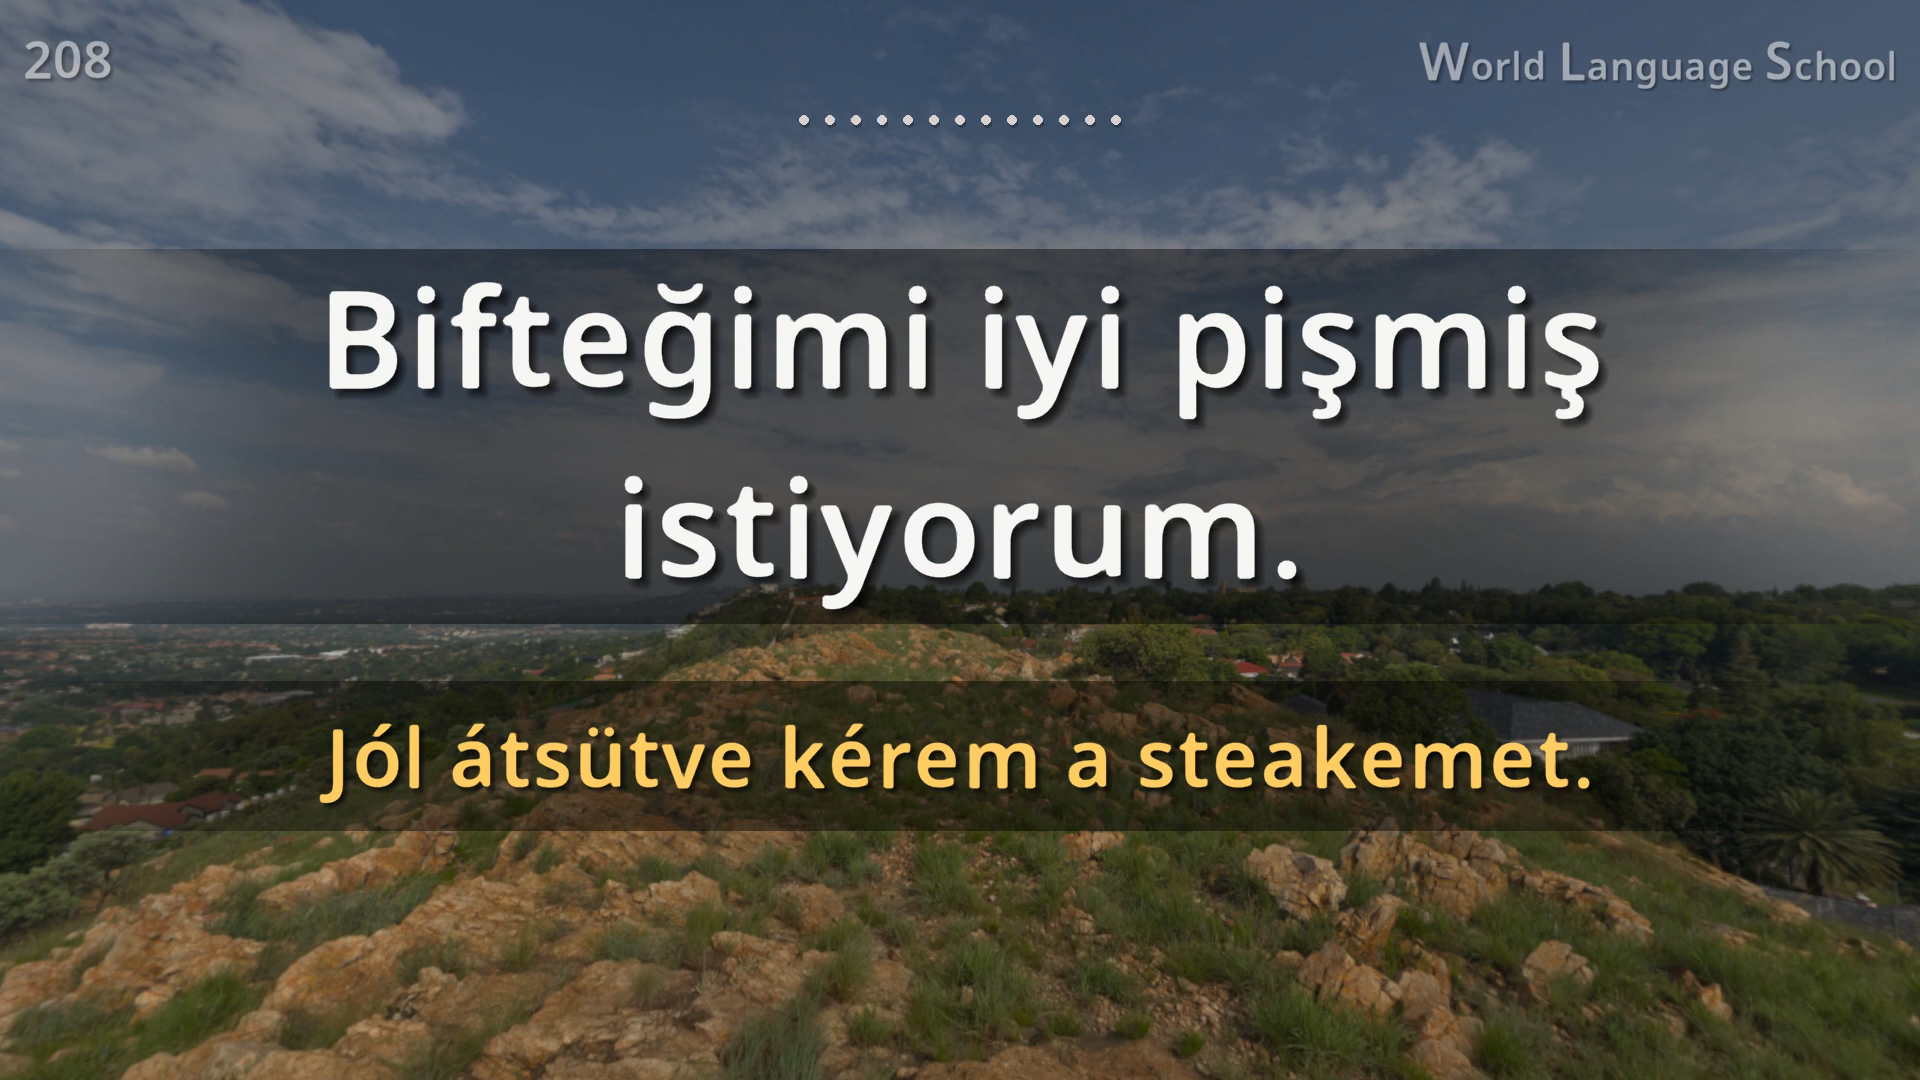 208
World Language School
Bifteğimi iyi pişmiş
istiyorum.
Jól átsütve kérem a steakemet.